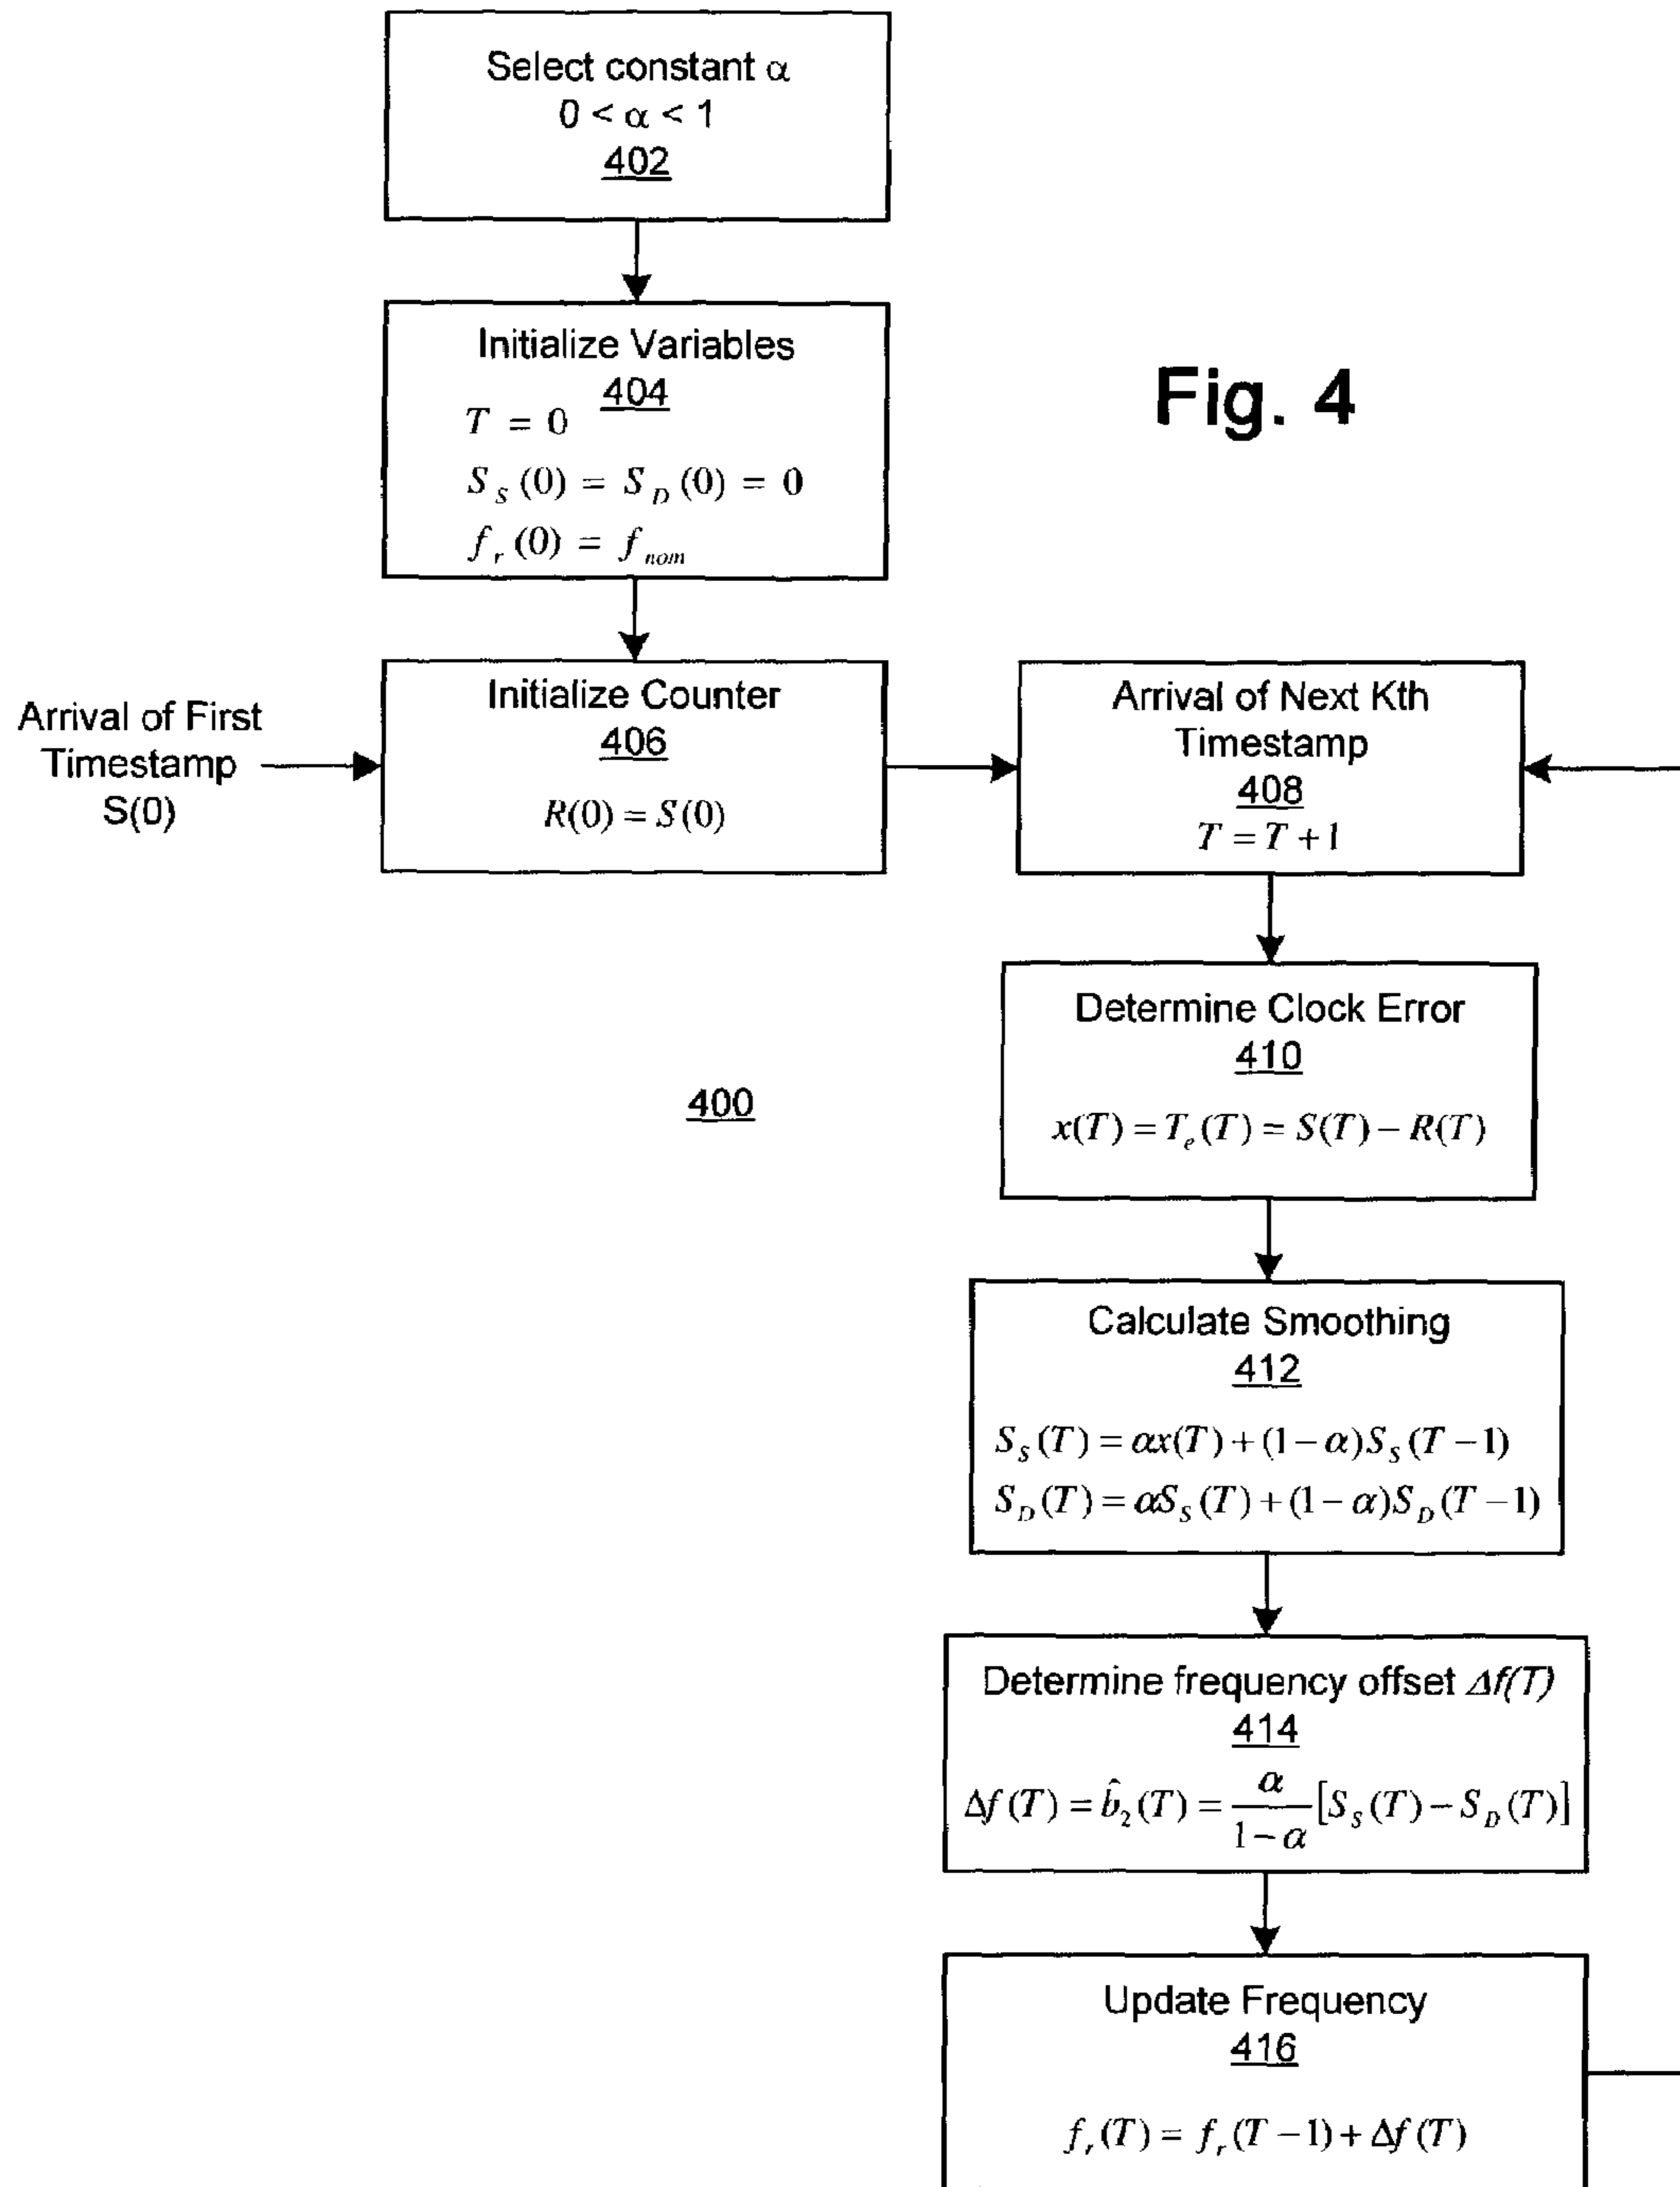 Select constant α
0 < α < 1
402
Initialize Variables
404
T = 0
S_S(0) = S_D(0) = 0
f_r(0) = f_nom
Fig. 4
Arrival of First
Timestamp
S(0)
Initialize Counter
406
R(0) = S(0)
Arrival of Next Kth
Timestamp
408
T = T + 1
Determine Clock Error
410
x(T) = T_e(T) = S(T) − R(T)
400
Calculate Smoothing
412
S_S(T) = αx(T) + (1 − α)S_S(T − 1)
S_D(T) = αS_S(T) + (1 − α)S_D(T − 1)
Determine frequency offset Δf(T)
414
Δf(T) = b̂_2(T) = α/(1 − α) [S_S(T) − S_D(T)]
Update Frequency
416
f_r(T) = f_r(T − 1) + Δf(T)